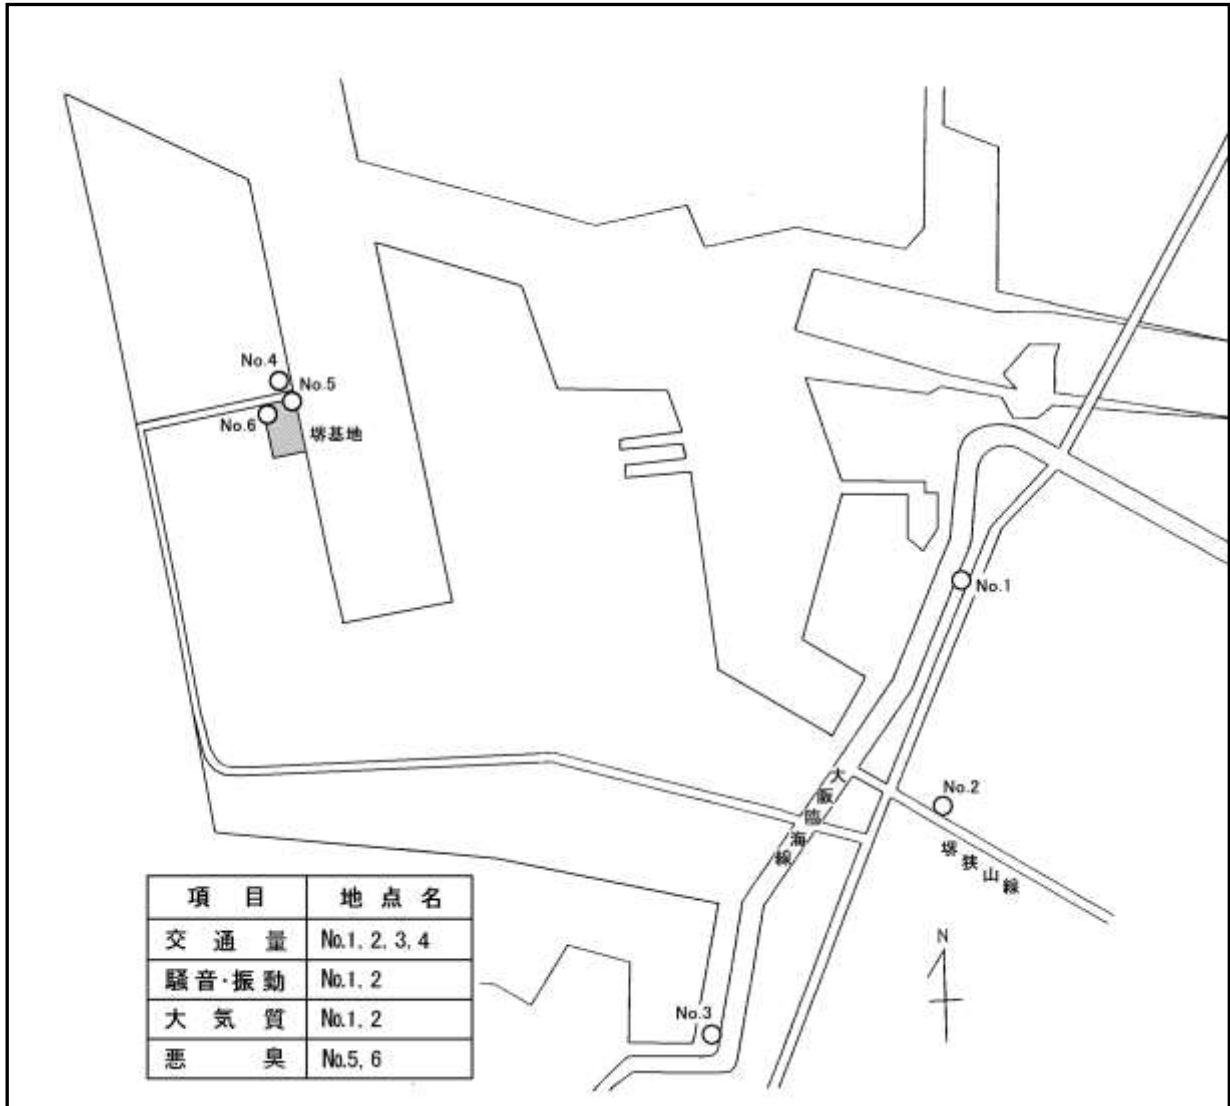 No.4
No.5
No.6
堺基地
No.1
大阪臨海線
No.2
堺狭山線
N
No.3
項目 地点名
交通量 No.1, 2, 3, 4
騒音・振動 No.1, 2
大気質 No.1, 2
悪臭 No.5, 6